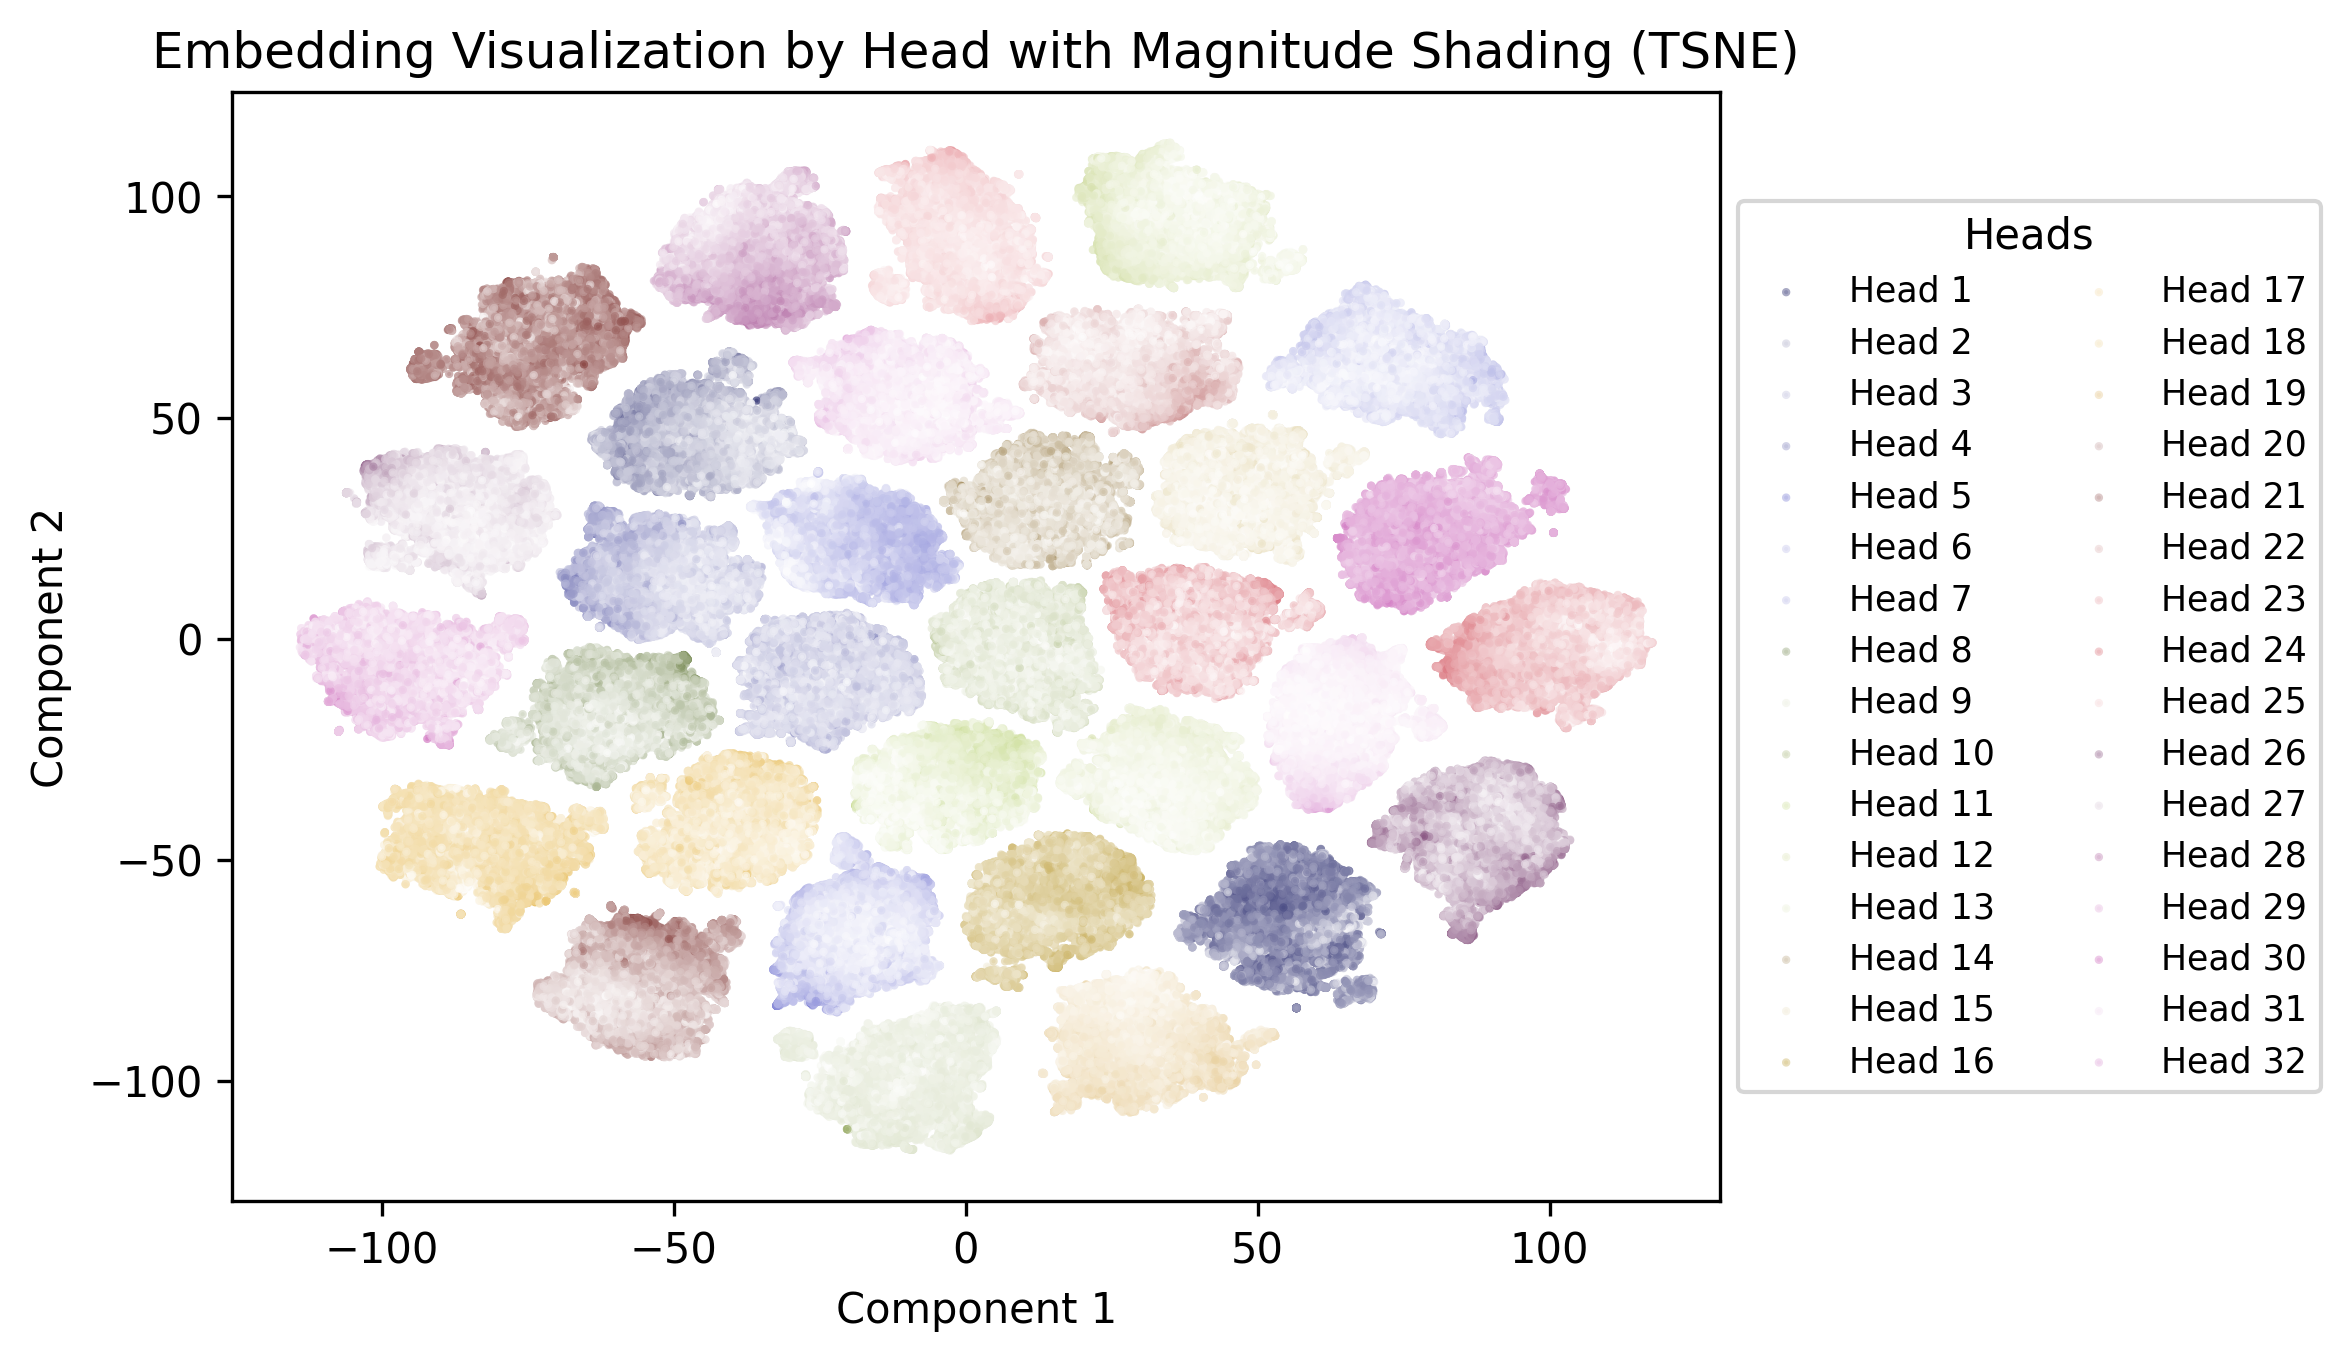 Embedding Visualization by Head with Magnitude Shading (TSNE)
100
50
0
−50
−100
Component 2
−100
−50
0
50
100
Component 1
Heads
Head 1
Head 2
Head 3
Head 4
Head 5
Head 6
Head 7
Head 8
Head 9
Head 10
Head 11
Head 12
Head 13
Head 14
Head 15
Head 16
Head 17
Head 18
Head 19
Head 20
Head 21
Head 22
Head 23
Head 24
Head 25
Head 26
Head 27
Head 28
Head 29
Head 30
Head 31
Head 32